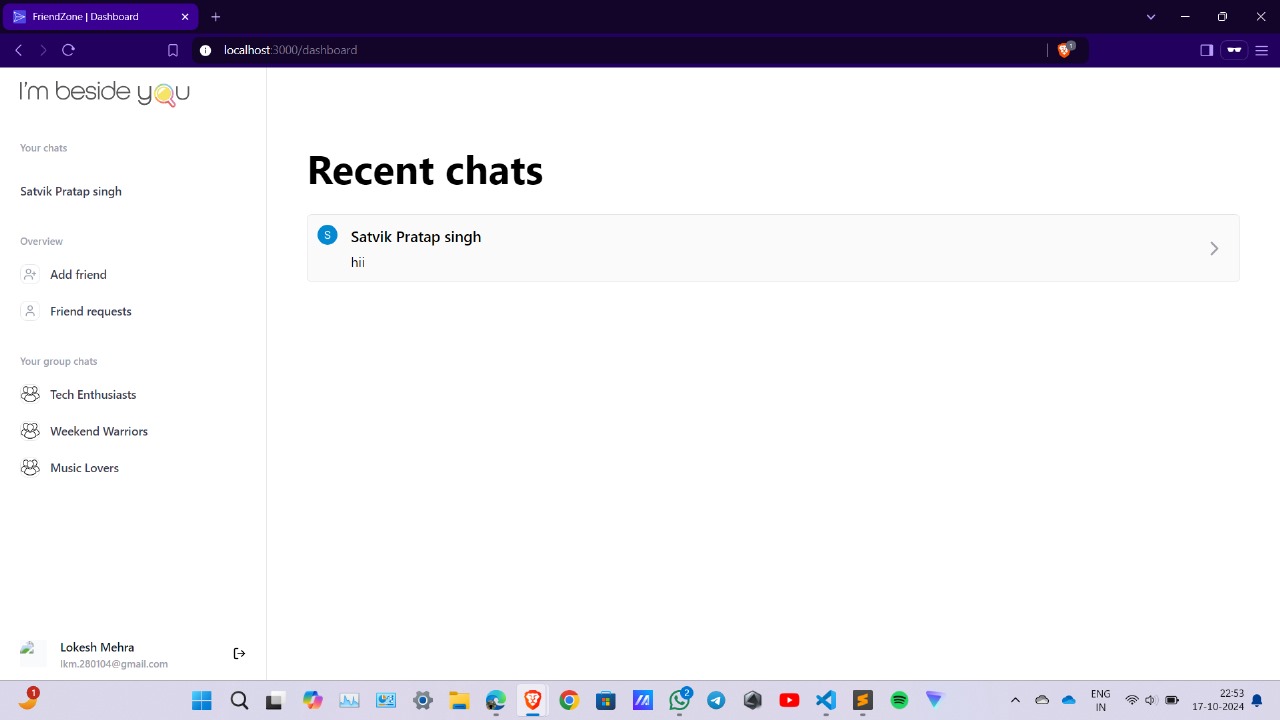 FriendZone | Dashboard
localhost:3000/dashboard
1
I'm beside you
Your chats
Satvik Pratap singh
Overview
Add friend
Friend requests
Your group chats
Tech Enthusiasts
Weekend Warriors
Music Lovers
Lokesh Mehra
lkm.280104@gmail.com
Recent chats
S
Satvik Pratap singh
hii
1
2
ENG
IN
22:53
17-10-2024